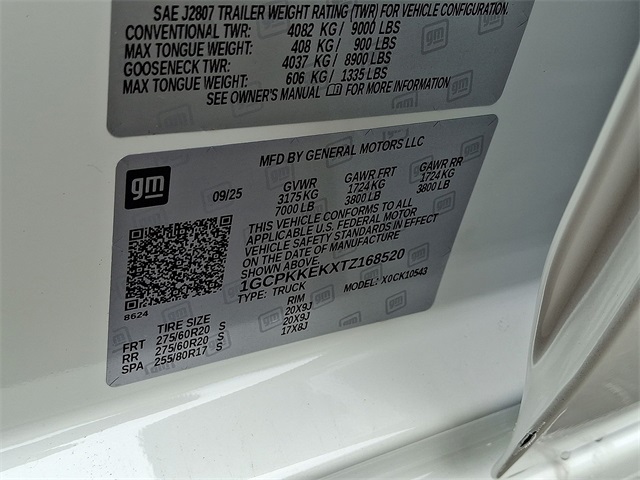 SAE J2807 TRAILER WEIGHT RATING (TWR) FOR VEHICLE CONFIGURATION.
CONVENTIONAL TWR: 4082 KG / 9000 LBS
MAX TONGUE WEIGHT: 408 KG / 900 LBS
GOOSENECK TWR: 4037 KG / 8900 LBS
MAX TONGUE WEIGHT: 606 KG / 1335 LBS
SEE OWNER'S MANUAL FOR MORE INFORMATION
gm
MFD BY GENERAL MOTORS LLC
09/25
GVWR GAWR FRT GAWR RR
3175 KG 1724 KG 1724 KG
7000 LB 3800 LB 3800 LB
THIS VEHICLE CONFORMS TO ALL
APPLICABLE U.S. FEDERAL MOTOR
VEHICLE SAFETY STANDARDS IN EFFECT
ON THE DATE OF MANUFACTURE
SHOWN ABOVE.
1GCPKKEKXTZ168520
TYPE: TRUCK MODEL: X0CK10543
8624
TIRE SIZE RIM
FRT 275/60R20 S 20X9J
RR 275/60R20 S 20X9J
SPA 255/80R17 S 17X8J